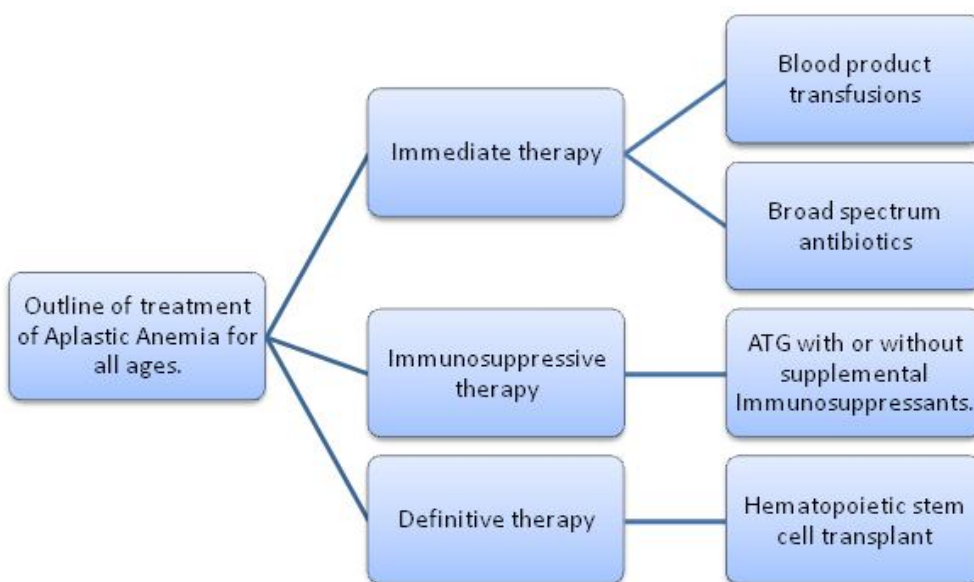 Outline of treatment
of Aplastic Anemia for
all ages.
Immediate therapy
Blood product
transfusions
Broad spectrum
antibiotics
Immunosuppressive
therapy
ATG with or without
supplemental
Immunosuppressants.
Definitive therapy
Hematopoietic stem
cell transplant